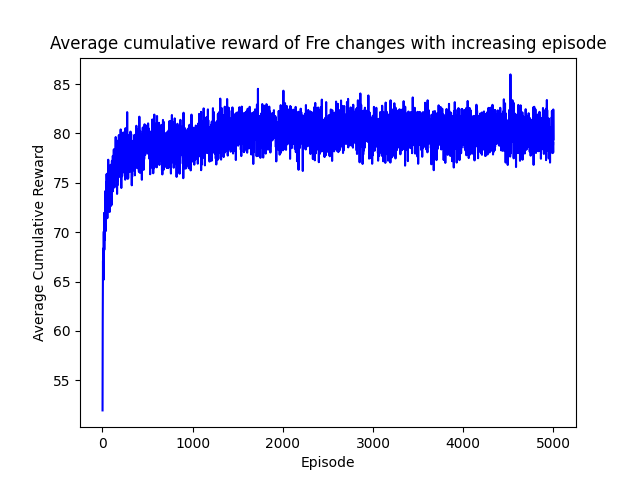 Average cumulative reward of Fre changes with increasing episode
85
80
75
70
65
60
55
Average Cumulative Reward
0 1000 2000 3000 4000 5000
Episode